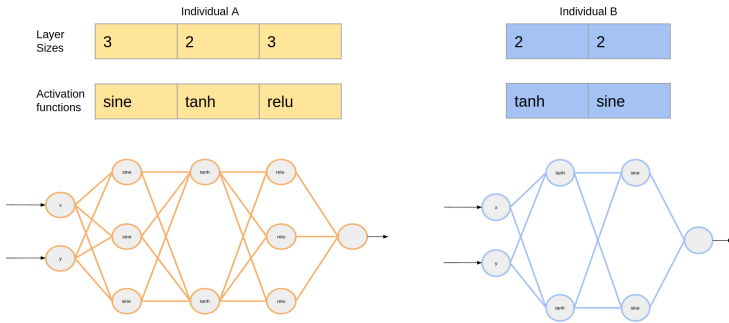 Individual A
Individual B
Layer
Sizes
3 2 3
2 2
Activation
functions
sine tanh relu
tanh sine
sine tanh relu
tanh sine
x
x
sine relu
y
y
sine tanh relu
tanh sine